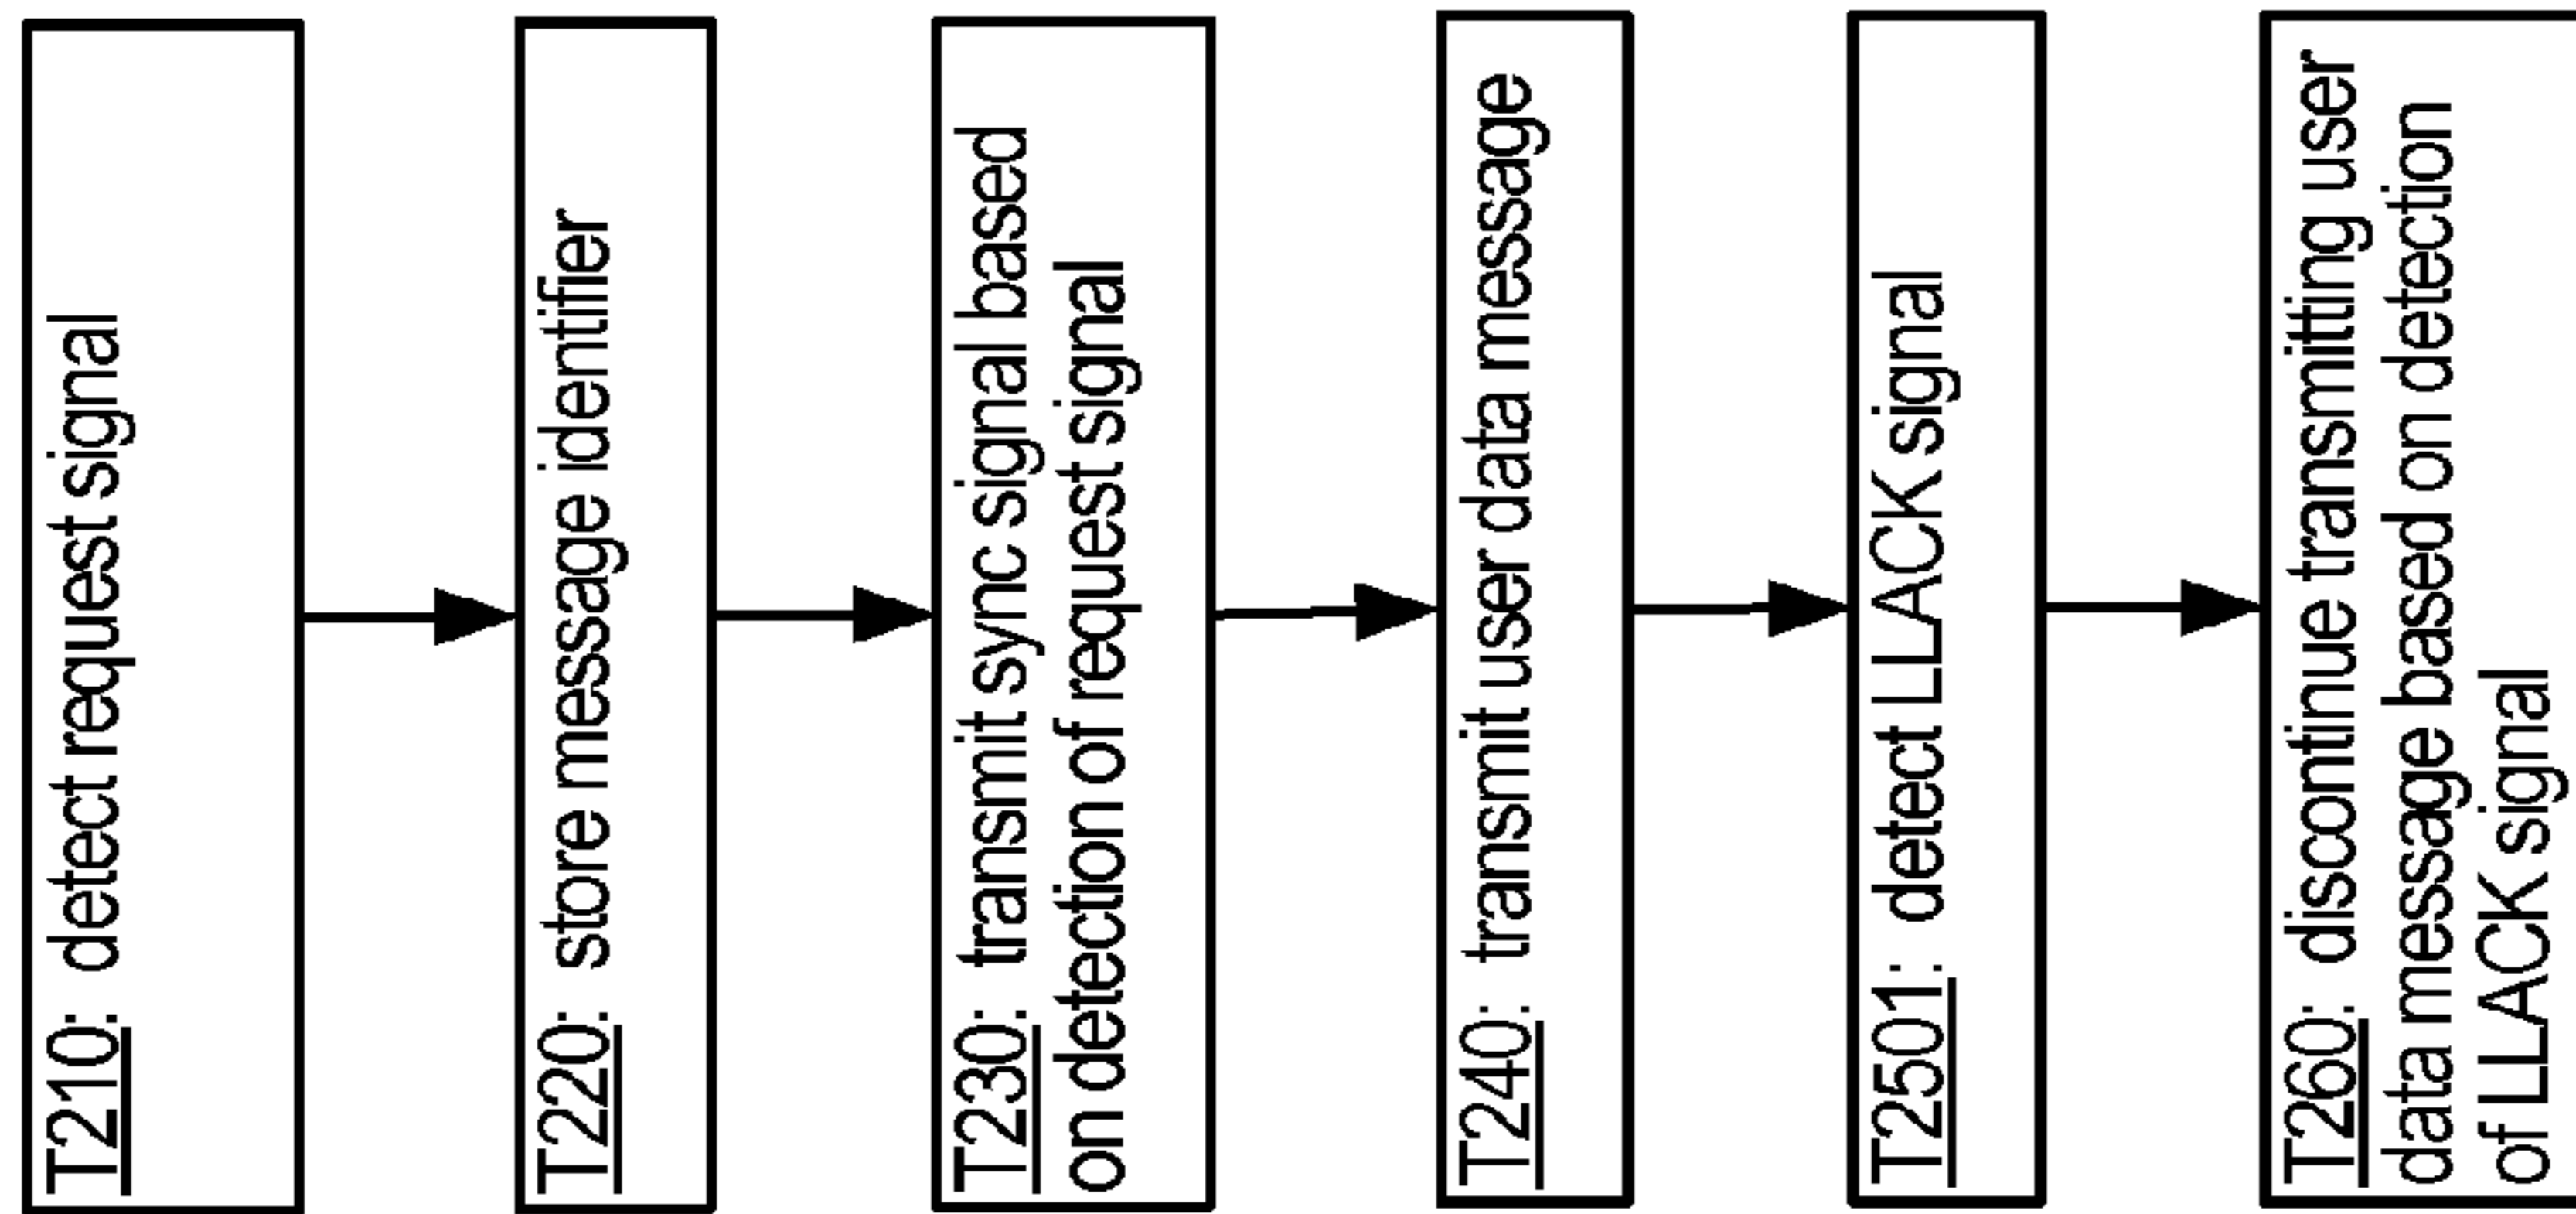 T210: detect request signal
T220: store message identifier
T230: transmit sync signal based
on detection of request signal
T240: transmit user data message
T2501: detect LLACK signal
T260: discontinue transmitting user
data message based on detection
of LLACK signal